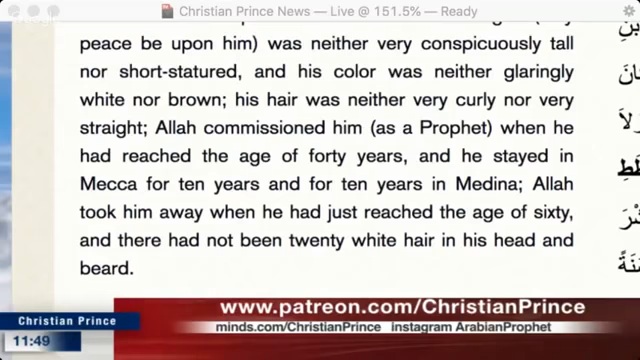 Christian Prince News — Live @ 151.5% — Ready
peace be upon him) was neither very conspicuously tall
nor short-statured, and his color was neither glaringly
white nor brown; his hair was neither very curly nor very
straight; Allah commissioned him (as a Prophet) when he
had reached the age of forty years, and he stayed in
Mecca for ten years and for ten years in Medina; Allah
took him away when he had just reached the age of sixty,
and there had not been twenty white hair in his head and
beard.
www.patreon.com/ChristianPrince
Christian Prince
minds.com/ChristianPrince instagram ArabianProphet
11:49